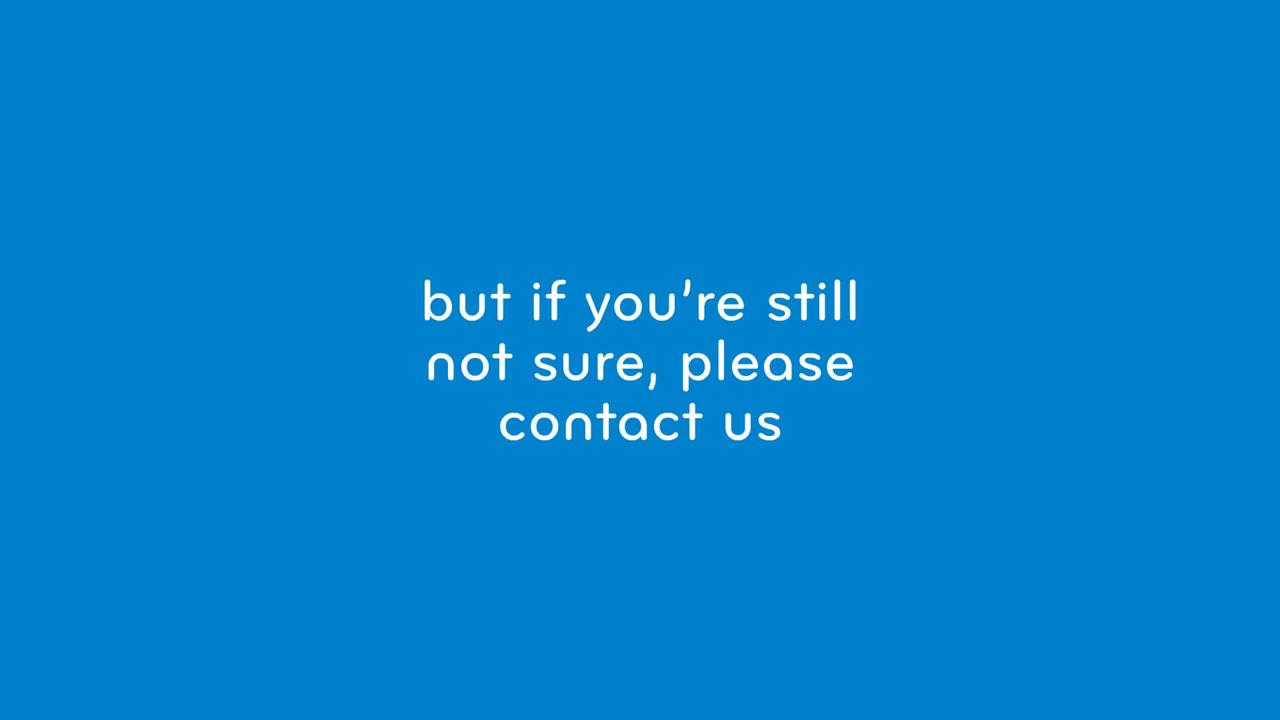 but if you’re still
not sure, please
contact us